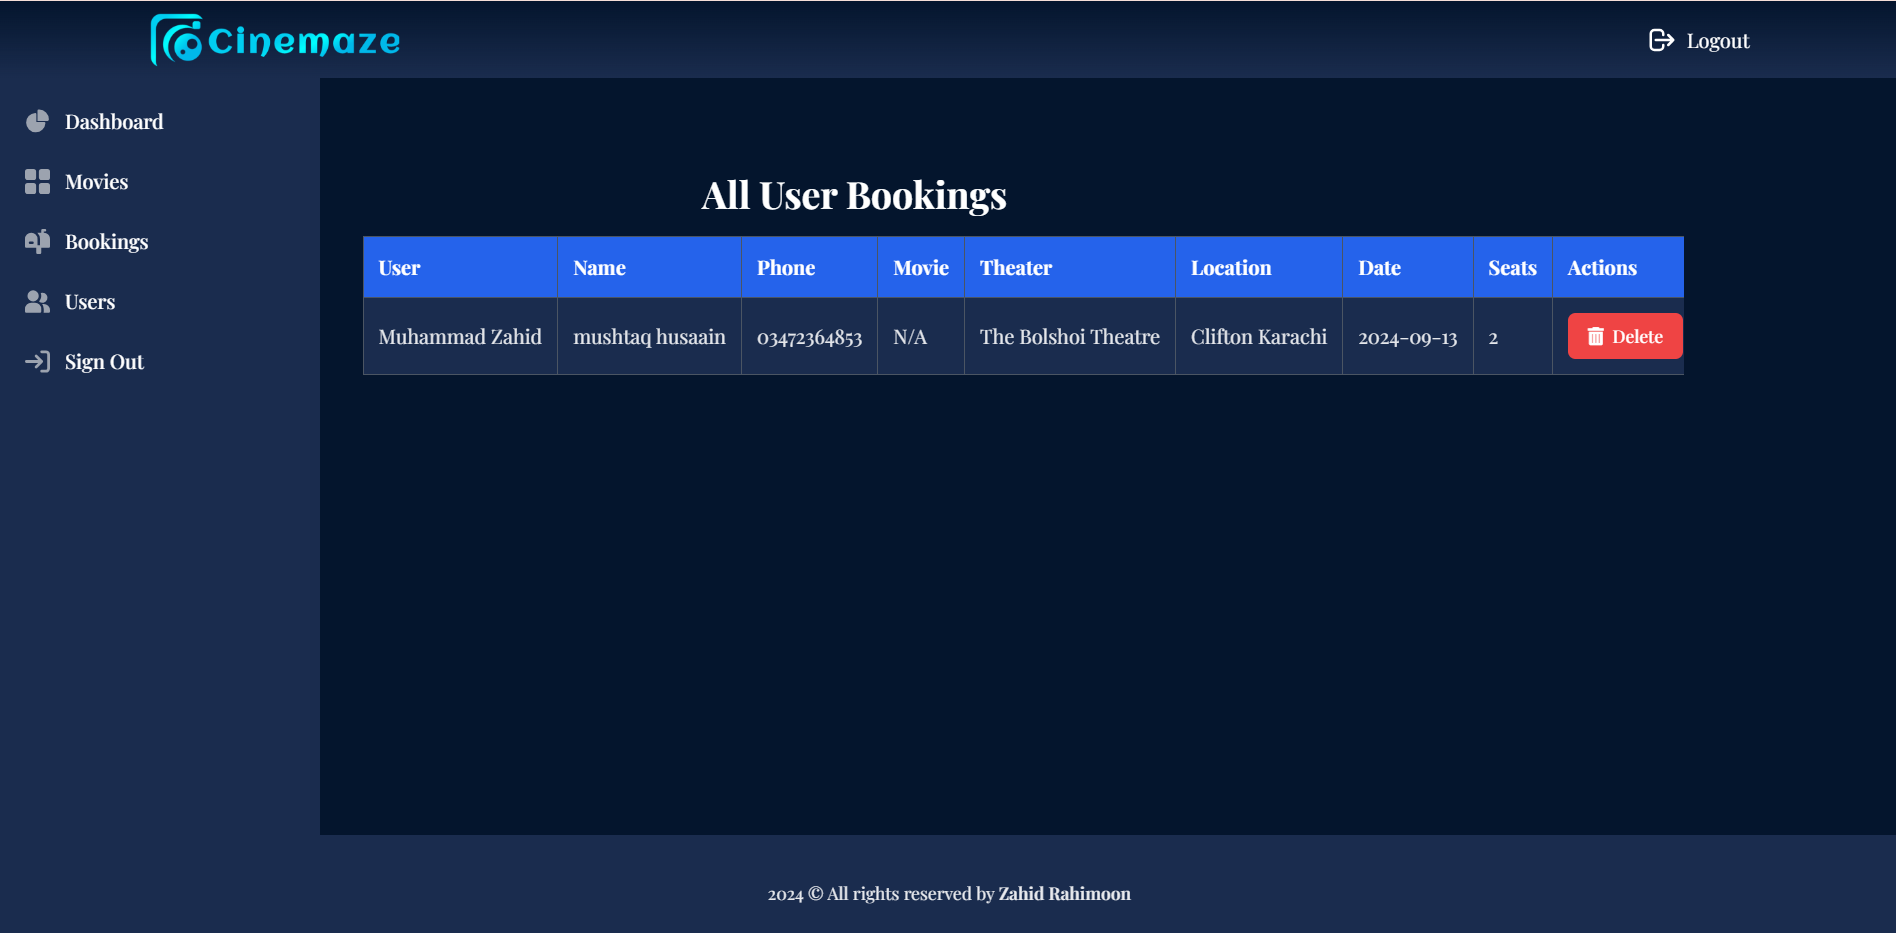 Cinemaze
Logout
Dashboard
Movies
Bookings
Users
Sign Out
All User Bookings
User Name Phone Movie Theater Location Date Seats Actions
Muhammad Zahid mushtaq husaain 03472364853 N/A The Bolshoi Theatre Clifton Karachi 2024-09-13 2 Delete
2024 © All rights reserved by Zahid Rahimoon